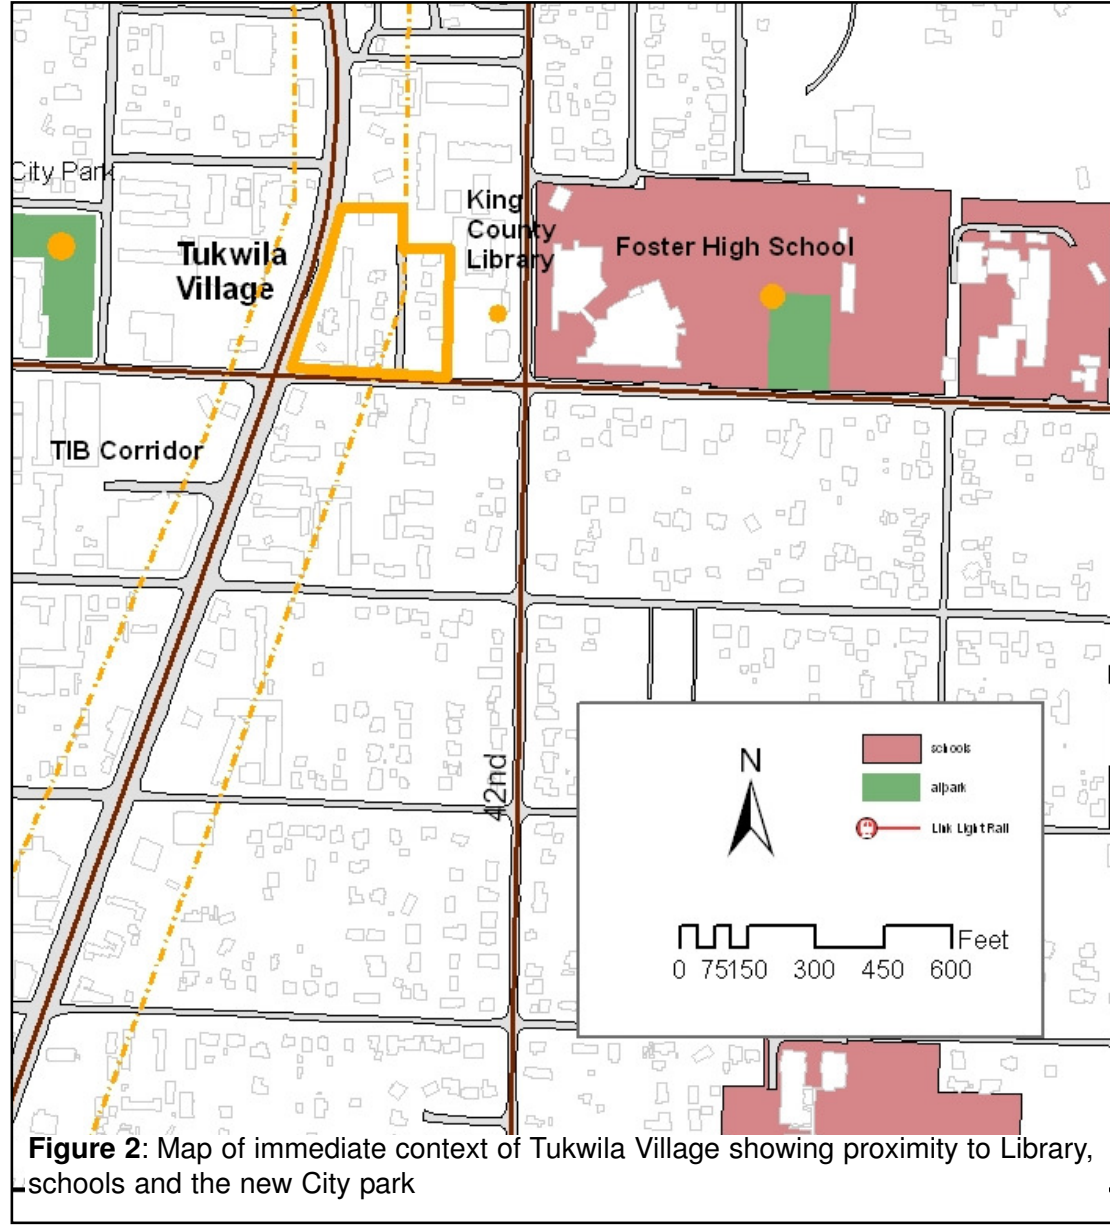 City Park
King
County
Library
Tukwila
Village
Foster High School
TIB Corridor
42nd
N
schools
allpark
Link Light Rail
Feet
0 75150 300 450 600
Figure 2: Map of immediate context of Tukwila Village showing proximity to Library,
schools and the new City park